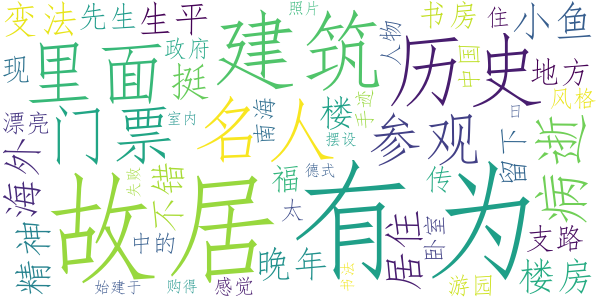 变法
先生
生平
政府
照片
人物
书房
住
小鱼
现
里面
挺
建筑
历史
中国
地方
风格
漂亮
门票
室内
名人
南海
楼
手迹
参观
留下
逝
海外
不错
福
摆设
传
病
故居
有为
太
德式
失败
居住
卧室
支路
精神
中的
晚年
楼房
始建于
购得
感觉
书法
游园